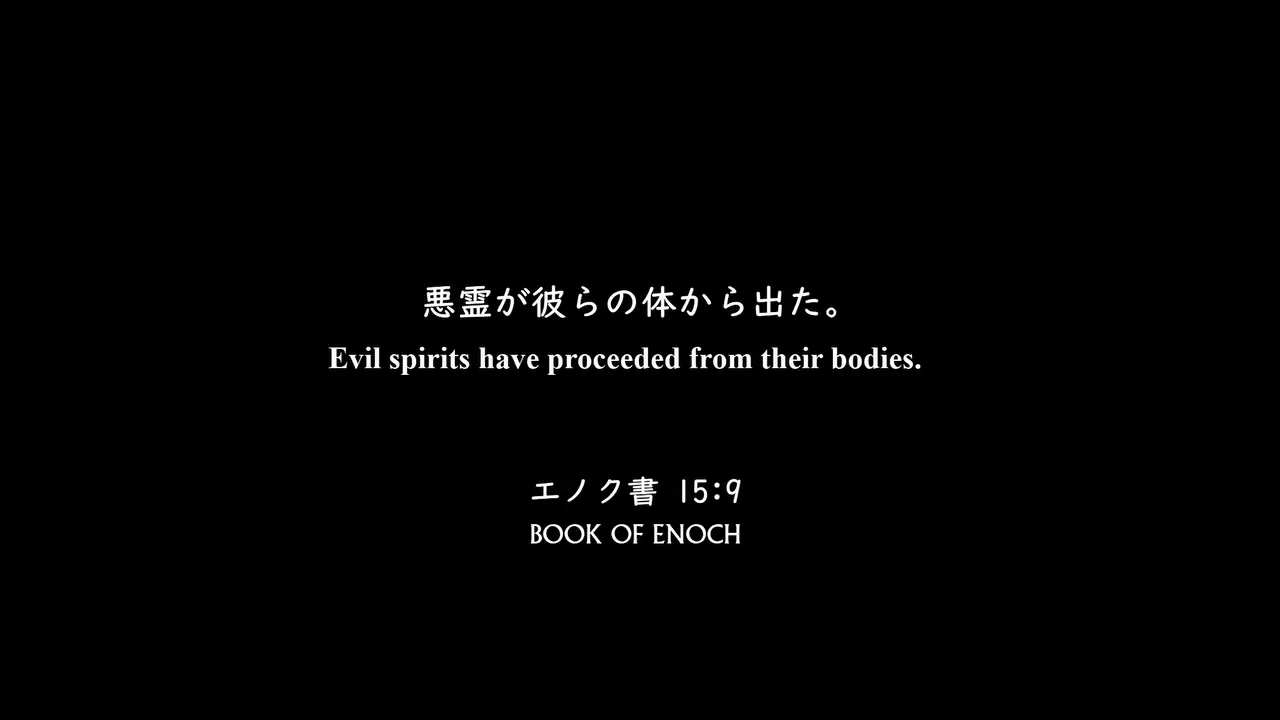 悪霊が彼らの体から出た。
Evil spirits have proceeded from their bodies.
エノク書 15:9
BOOK OF ENOCH